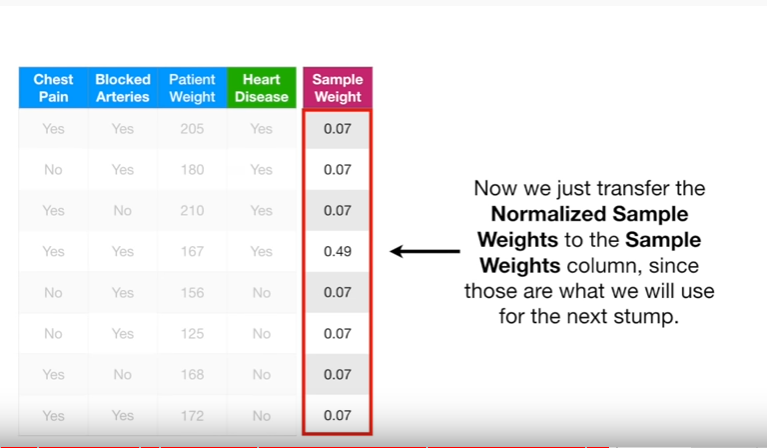 Chest Pain Blocked Arteries Patient Weight Heart Disease Sample Weight
Yes Yes 205 Yes 0.07
No Yes 180 Yes 0.07
Yes No 210 Yes 0.07
Yes Yes 167 Yes 0.49
No Yes 156 No 0.07
No Yes 125 No 0.07
Yes No 168 No 0.07
Yes Yes 172 No 0.07
Now we just transfer the
Normalized Sample
Weights to the Sample
Weights column, since
those are what we will use
for the next stump.